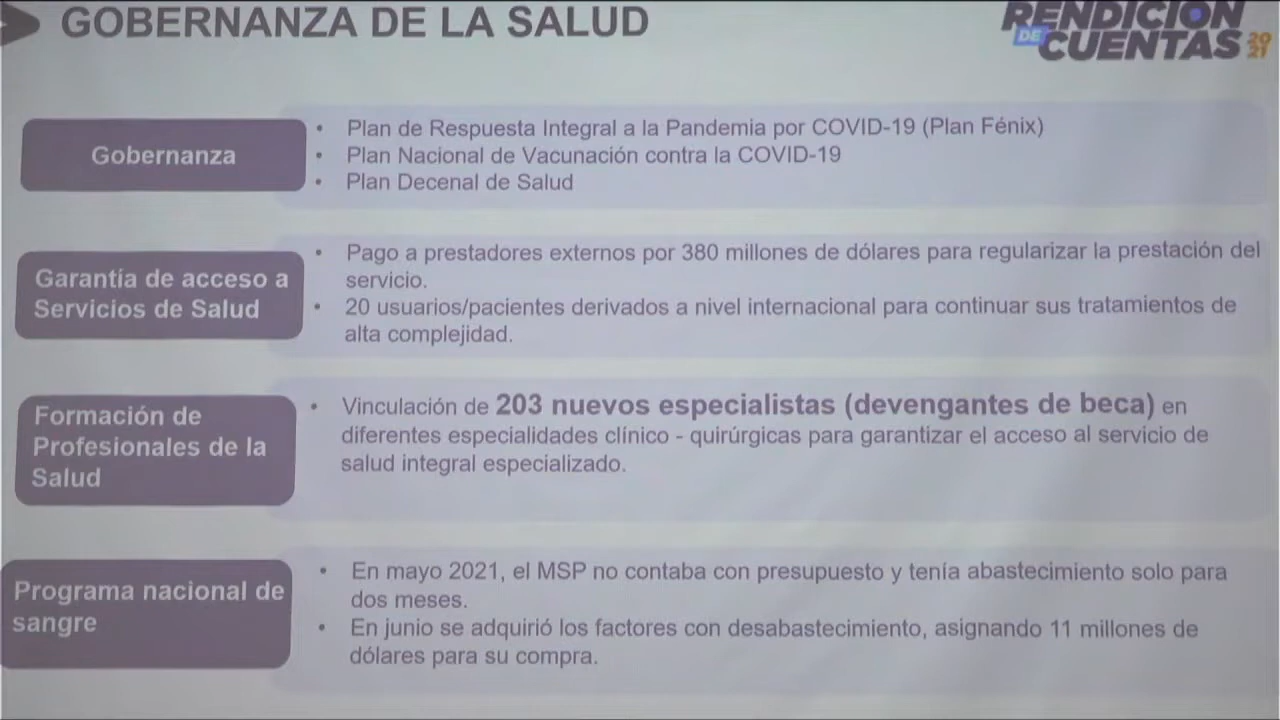 GOBERNANZA DE LA SALUD
RENDICIÓN
DE CUENTAS 2021
Gobernanza
• Plan de Respuesta Integral a la Pandemia por COVID-19 (Plan Fénix)
• Plan Nacional de Vacunación contra la COVID-19
• Plan Decenal de Salud
Garantía de acceso a
Servicios de Salud
• Pago a prestadores externos por 380 millones de dólares para regularizar la prestación del
servicio.
• 20 usuarios/pacientes derivados a nivel internacional para continuar sus tratamientos de
alta complejidad.
Formación de
Profesionales de la
Salud
• Vinculación de 203 nuevos especialistas (devengantes de beca) en
diferentes especialidades clínico - quirúrgicas para garantizar el acceso al servicio de
salud integral especializado.
Programa nacional de
sangre
• En mayo 2021, el MSP no contaba con presupuesto y tenía abastecimiento solo para
dos meses.
• En junio se adquirió los factores con desabastecimiento, asignando 11 millones de
dólares para su compra.